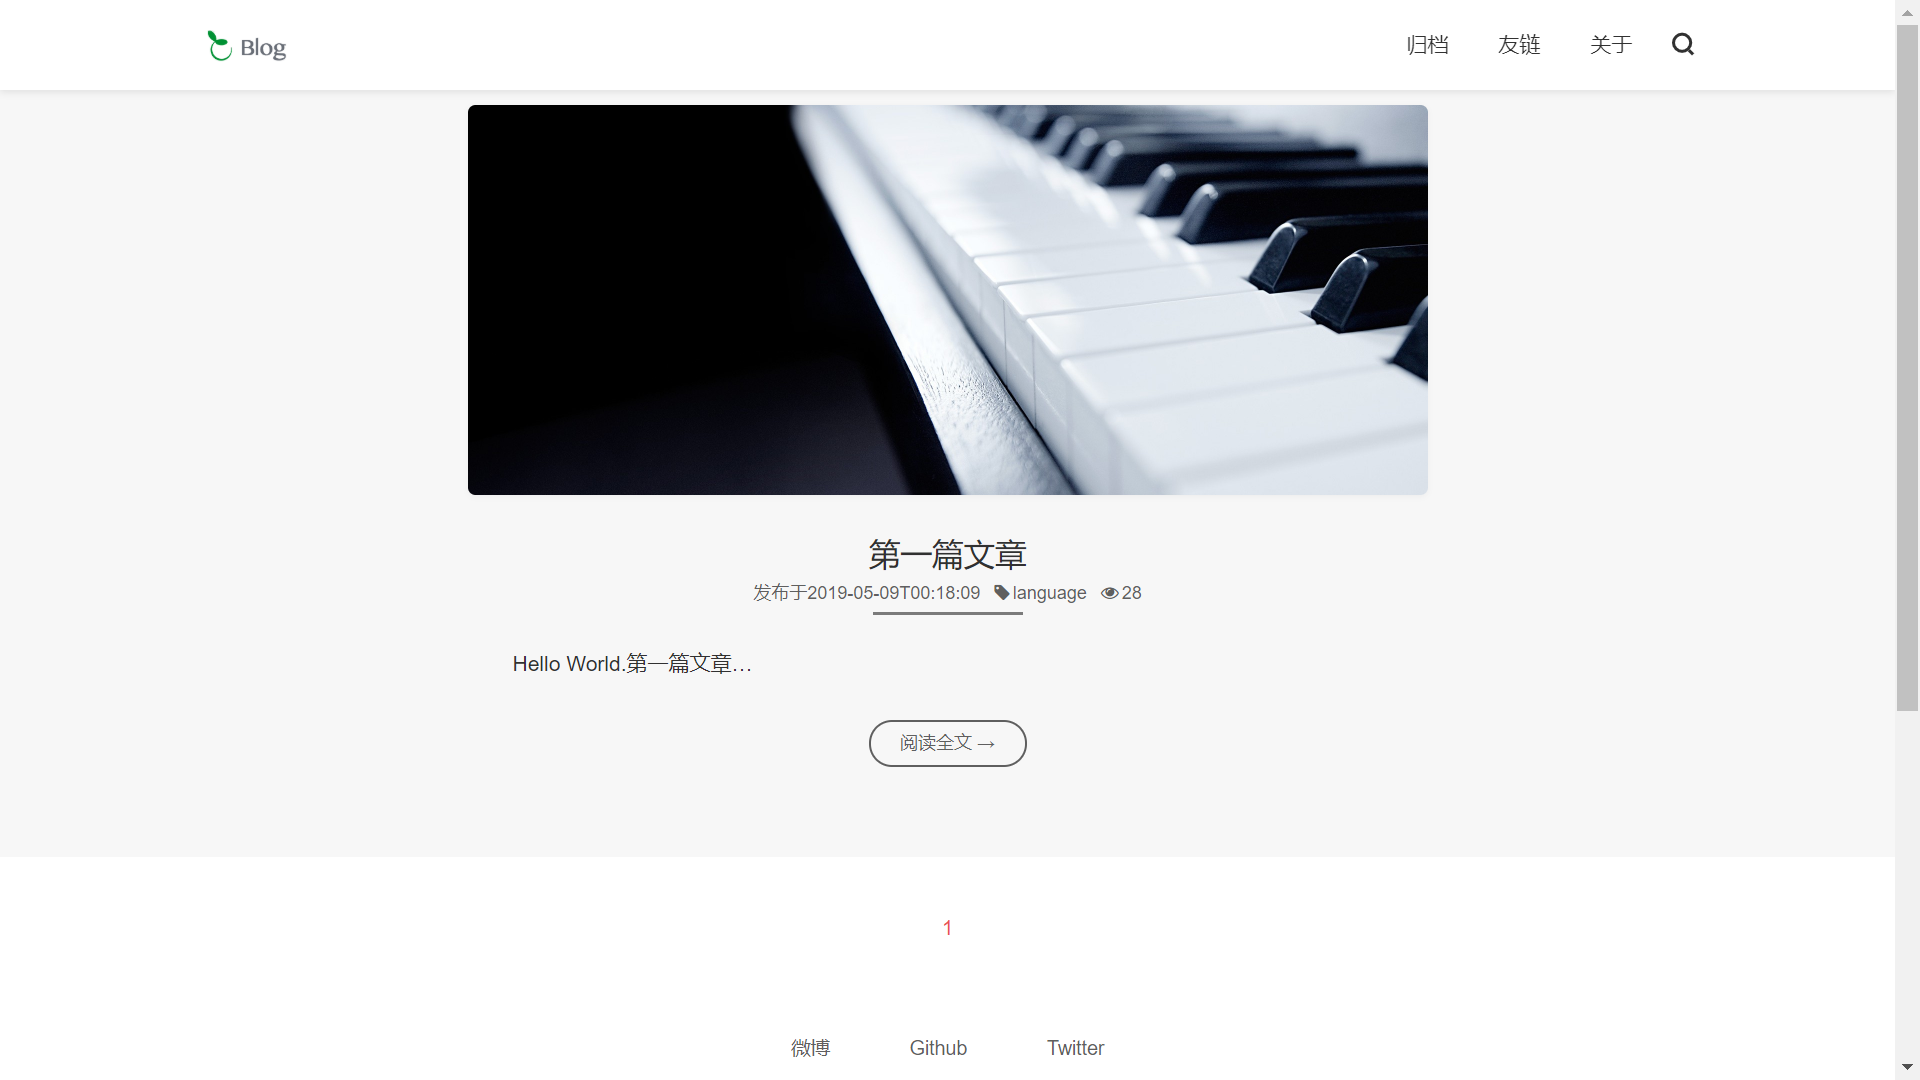 Blog
归档 友链 关于
第一篇文章
发布于2019-05-09T00:18:09 language 28
Hello World.第一篇文章...
阅读全文 →
1
微博 Github Twitter